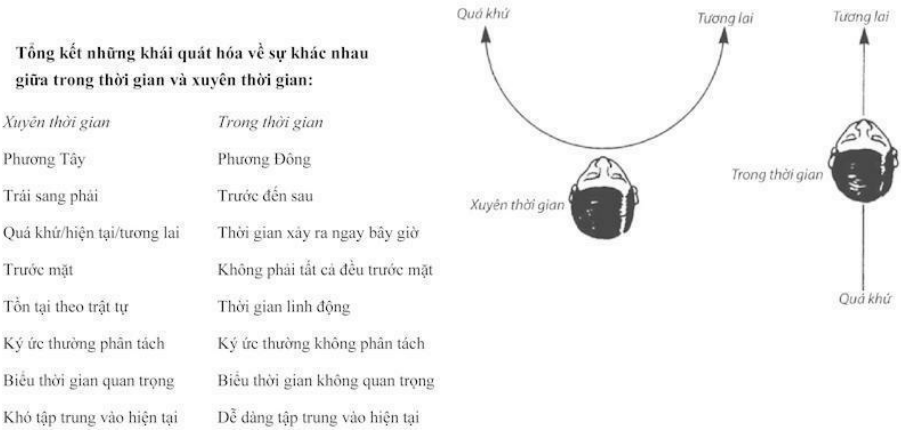 Tổng kết những khái quát hóa về sự khác nhau
giữa trong thời gian và xuyên thời gian:
Xuyên thời gian Trong thời gian
Phương Tây Phương Đông
Trái sang phải Trước đến sau
Quá khứ/hiện tại/tương lai Thời gian xảy ra ngay bây giờ
Trước mặt Không phải tất cả đều trước mặt
Tồn tại theo trật tự Thời gian linh động
Ký ức thường phân tách Ký ức thường không phân tách
Biểu thời gian quan trọng Biểu thời gian không quan trọng
Khó tập trung vào hiện tại Dễ dàng tập trung vào hiện tại
Quá khứ Tương lai
Xuyên thời gian
Tương lai
Trong thời gian
Quá khứ